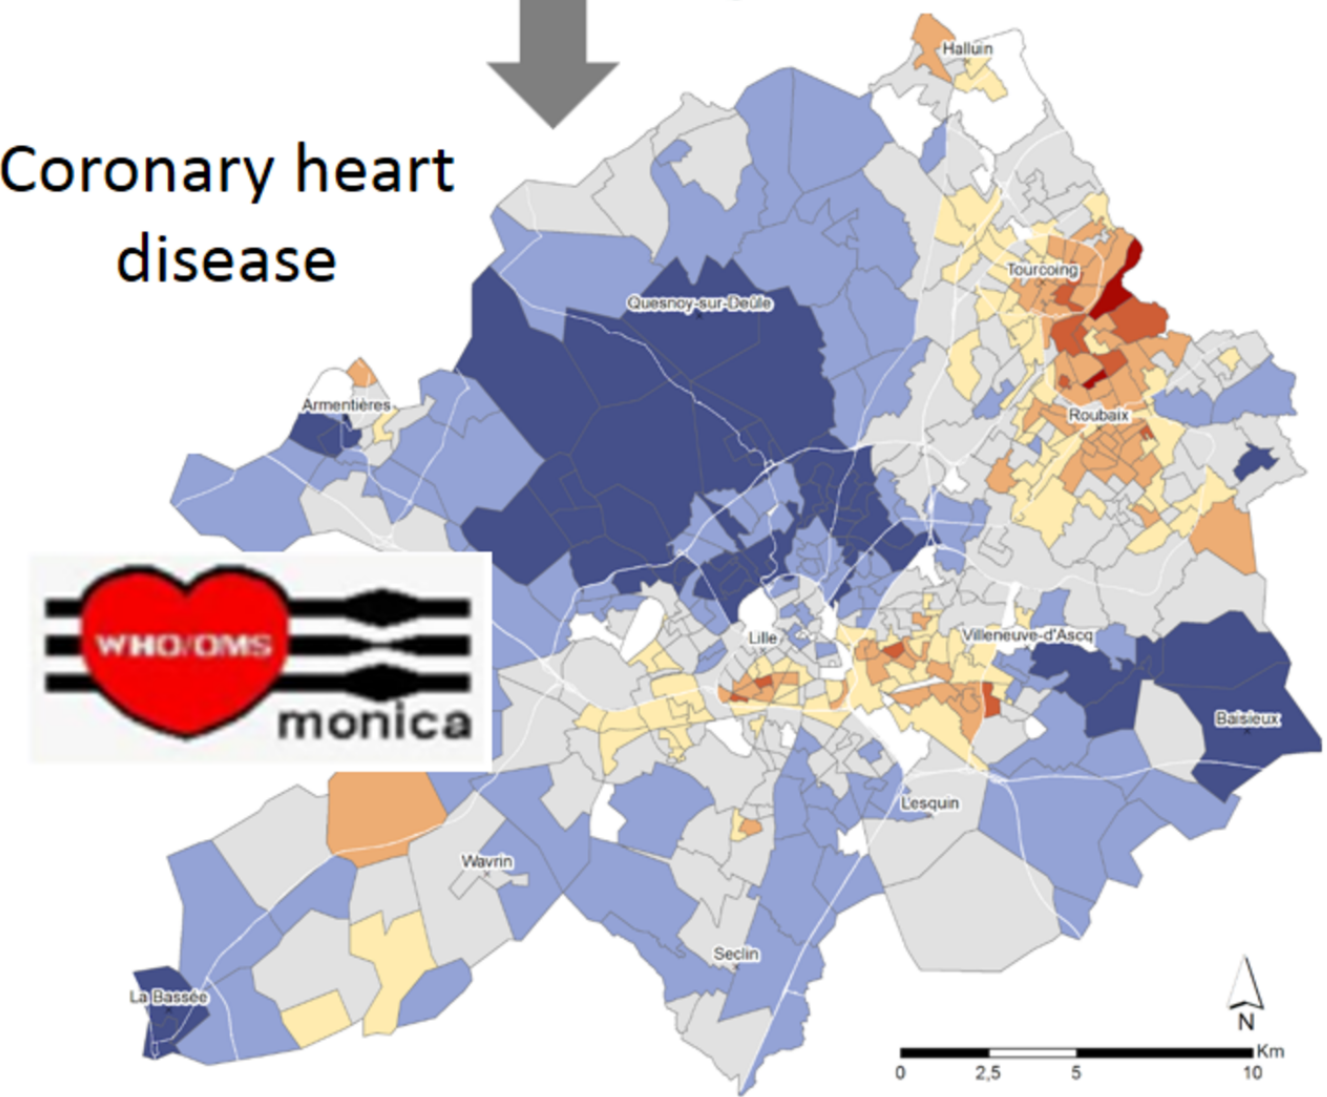 Coronary heart
disease
Halluin
Tourcoing
Quesnoy-sur-Deûle
Armentières
Roubaix
WHO/OMS
monica
Lille
Villeneuve-d'Ascq
Baisieux
Lesquin
Wavrin
Seclin
La Bassée
N
Km
0 2,5 5 10